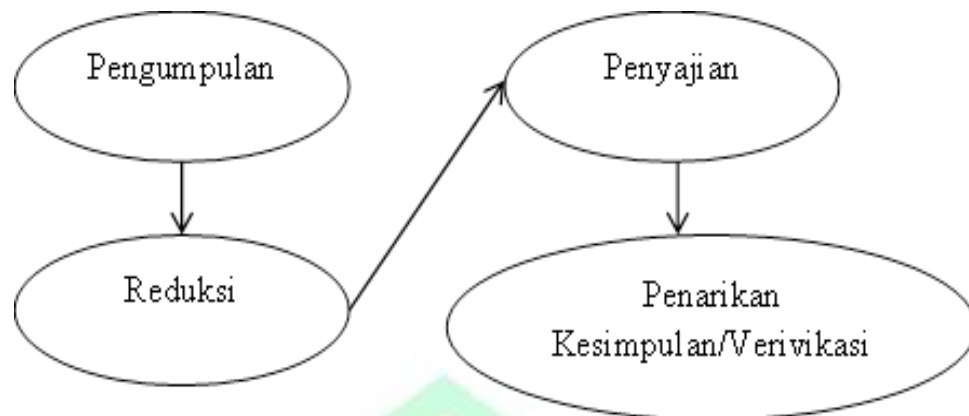 Pengumpulan
Reduksi
Penyajian
Penarikan
Kesimpulan/Verivikasi